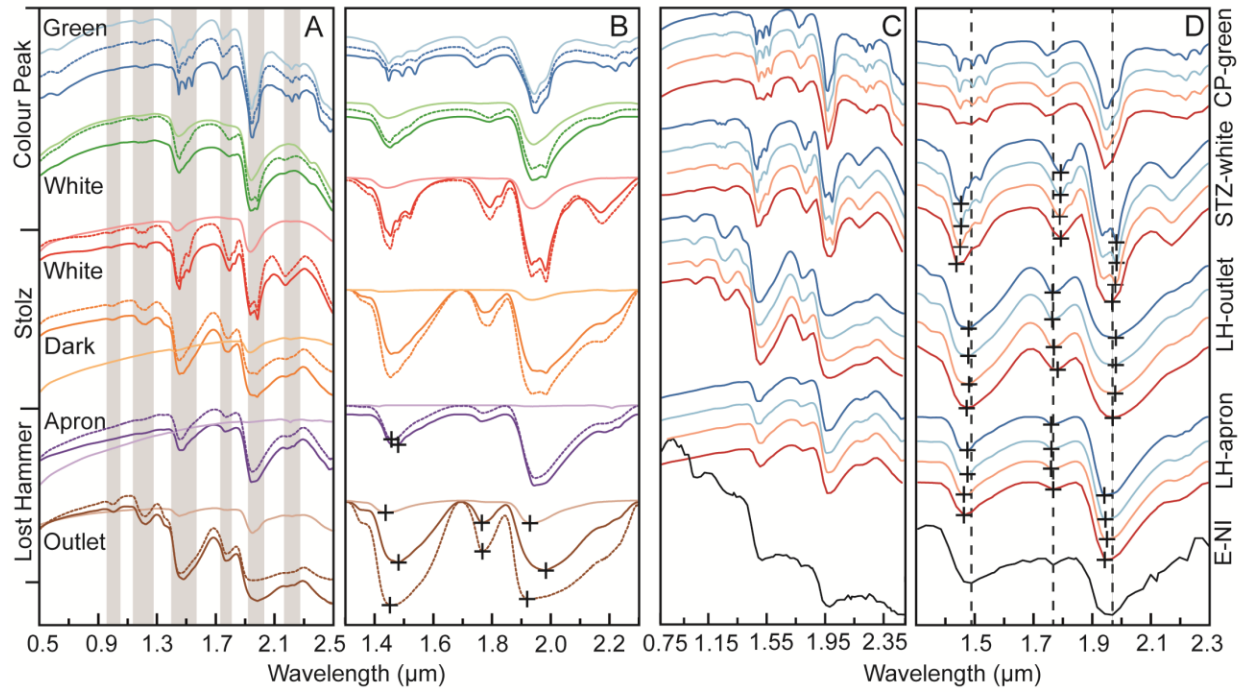 A
B
C
D
Colour Peak
Stolz
Lost Hammer
Green
White
White
Dark
Apron
Outlet
CP-green
STZ-white
LH-outlet
LH-apron
E-NI
0.5 0.9 1.3 1.7 2.1 2.5
1.4 1.6 1.8 2.0 2.2
0.75 1.15 1.55 1.95 2.35
1.5 1.7 1.9 2.1 2.3
Wavelength (µm)
Wavelength (µm)